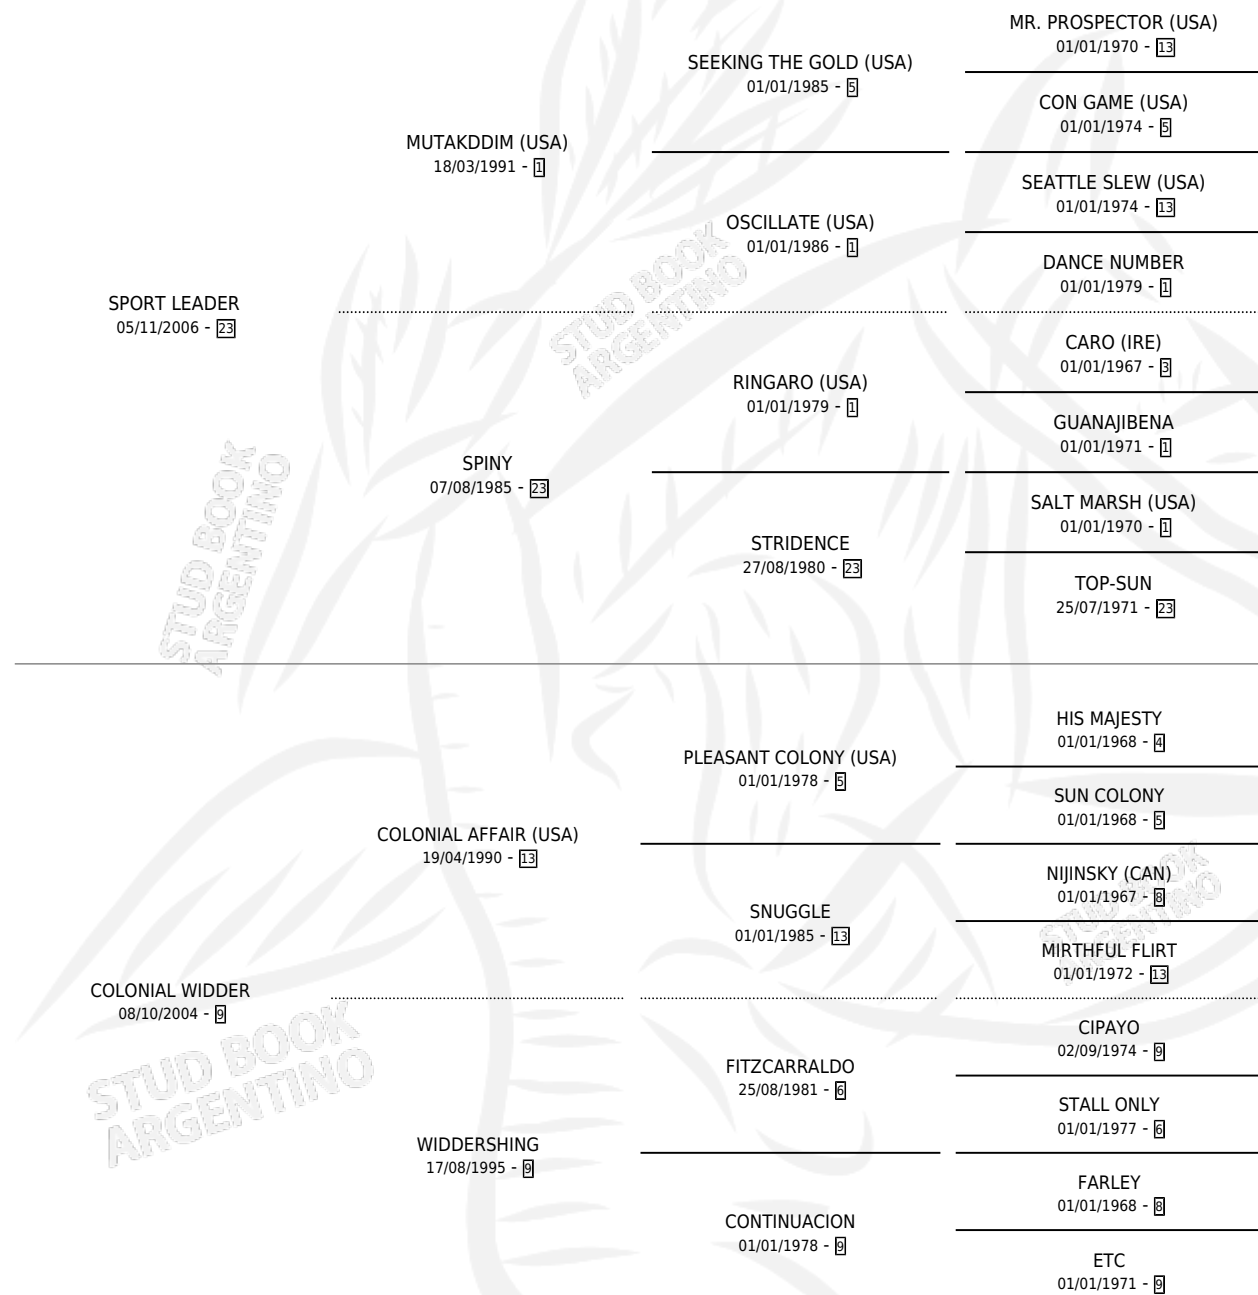 MR. PROSPECTOR (USA)
01/01/1970 - 13
SEEKING THE GOLD (USA)
01/01/1985 - 5
CON GAME (USA)
01/01/1974 - 5
MUTAKDDIM (USA)
18/03/1991 - 1
SEATTLE SLEW (USA)
01/01/1974 - 13
OSCILLATE (USA)
01/01/1986 - 1
DANCE NUMBER
01/01/1979 - 1
SPORT LEADER
05/11/2006 - 23
STUD BOOK
ARGENTINO
CARO (IRE)
01/01/1967 - 3
RINGARO (USA)
01/01/1979 - 1
GUANAJIBENA
01/01/1971 - 1
SPINY
07/08/1985 - 23
SALT MARSH (USA)
01/01/1970 - 1
STRIDENCE
27/08/1980 - 23
TOP-SUN
25/07/1971 - 23
STUD BOOK
ARGENTINO
HIS MAJESTY
01/01/1968 - 4
PLEASANT COLONY (USA)
01/01/1978 - 5
SUN COLONY
01/01/1968 - 5
COLONIAL AFFAIR (USA)
19/04/1990 - 13
NIJINSKY (CAN)
01/01/1967 - 8
SNUGGLE
01/01/1985 - 13
MIRTHFUL FLIRT
01/01/1972 - 13
STUD BOOK
ARGENTINO
COLONIAL WIDDER
08/10/2004 - 9
STUD BOOK
ARGENTINO
CIPAYO
02/09/1974 - 9
FITZCARRALDO
25/08/1981 - 6
STALL ONLY
01/01/1977 - 6
WIDDERSHING
17/08/1995 - 9
FARLEY
01/01/1968 - 8
CONTINUACION
01/01/1978 - 9
ETC
01/01/1971 - 9